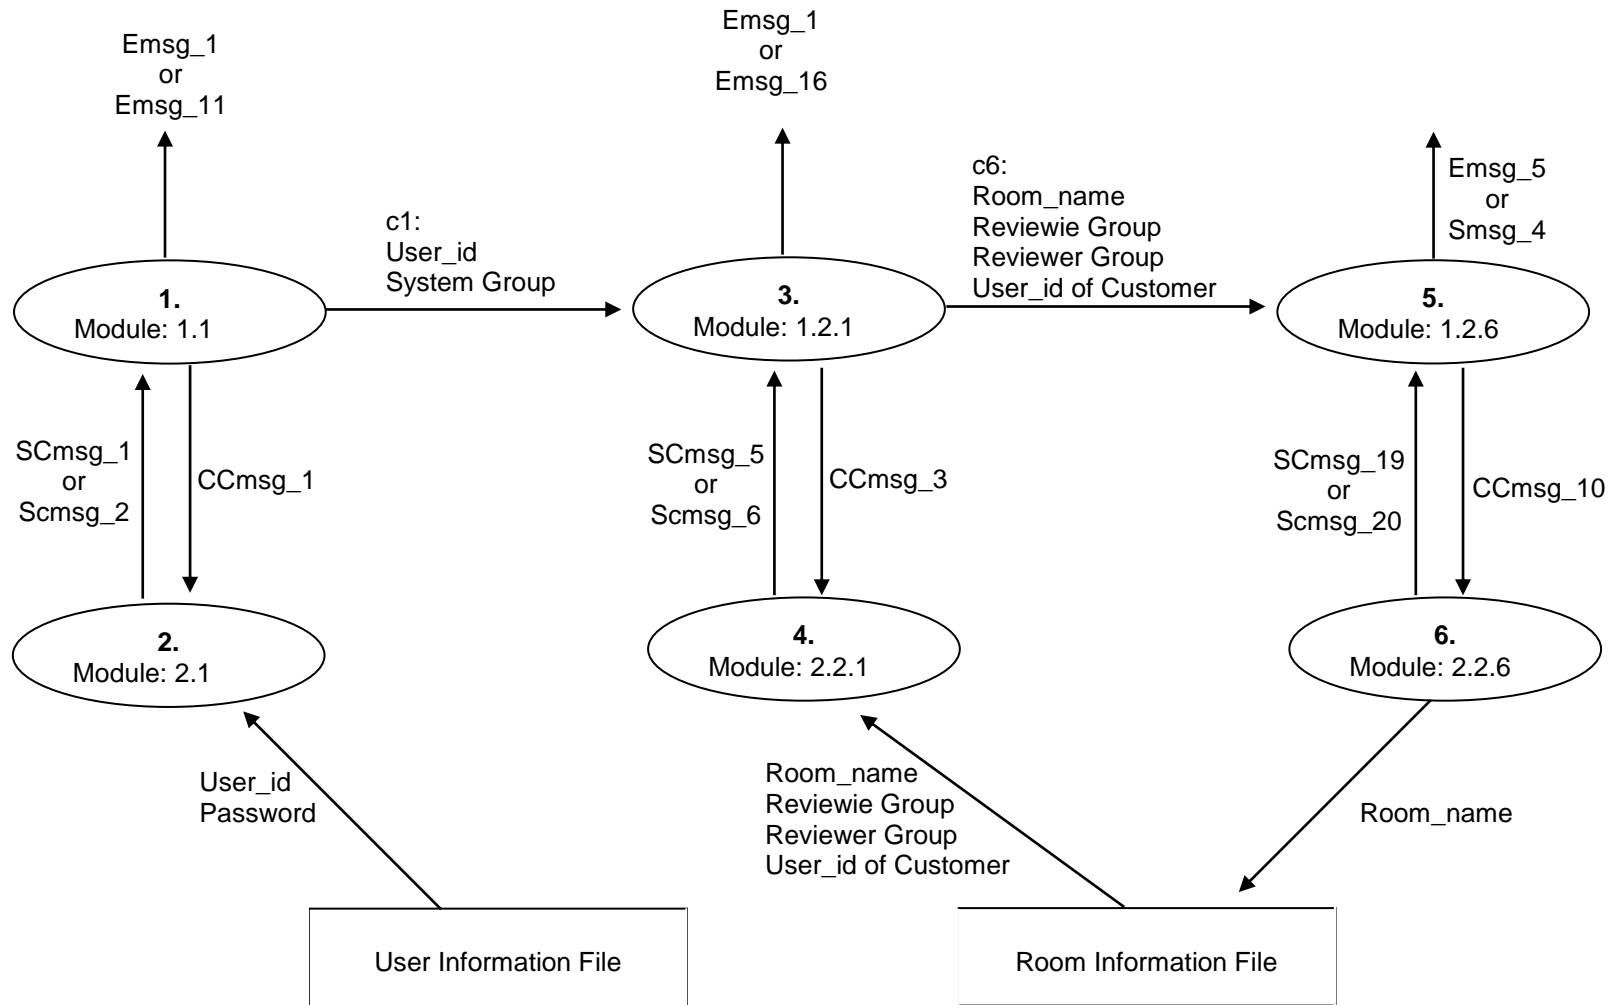 Emsg_1
or
Emsg_11
Emsg_1
or
Emsg_16
Emsg_5
or
Smsg_4
c1:
User_id
System Group
c6:
Room_name
Reviewie Group
Reviewer Group
User_id of Customer
1.
Module: 1.1
3.
Module: 1.2.1
5.
Module: 1.2.6
SCmsg_1
or
Scmsg_2
CCmsg_1
SCmsg_5
or
Scmsg_6
CCmsg_3
SCmsg_19
or
Scmsg_20
CCmsg_10
2.
Module: 2.1
4.
Module: 2.2.1
6.
Module: 2.2.6
User_id
Password
Room_name
Reviewie Group
Reviewer Group
User_id of Customer
Room_name
User Information File
Room Information File